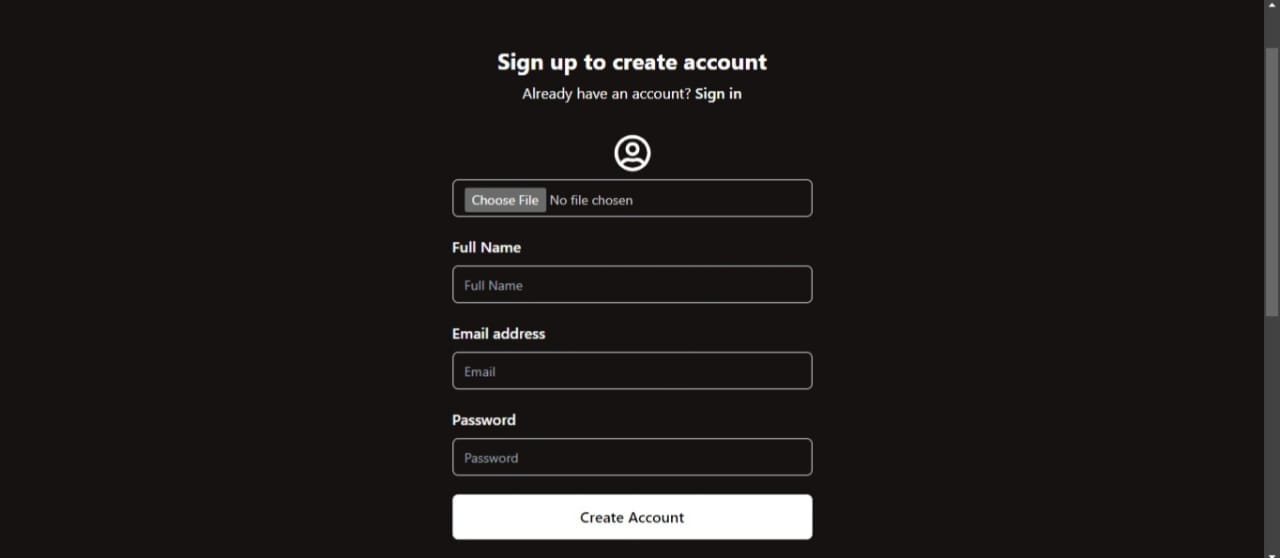 Sign up to create account
Already have an account? Sign in
Choose File No file chosen
Full Name
Full Name
Email address
Email
Password
Password
Create Account